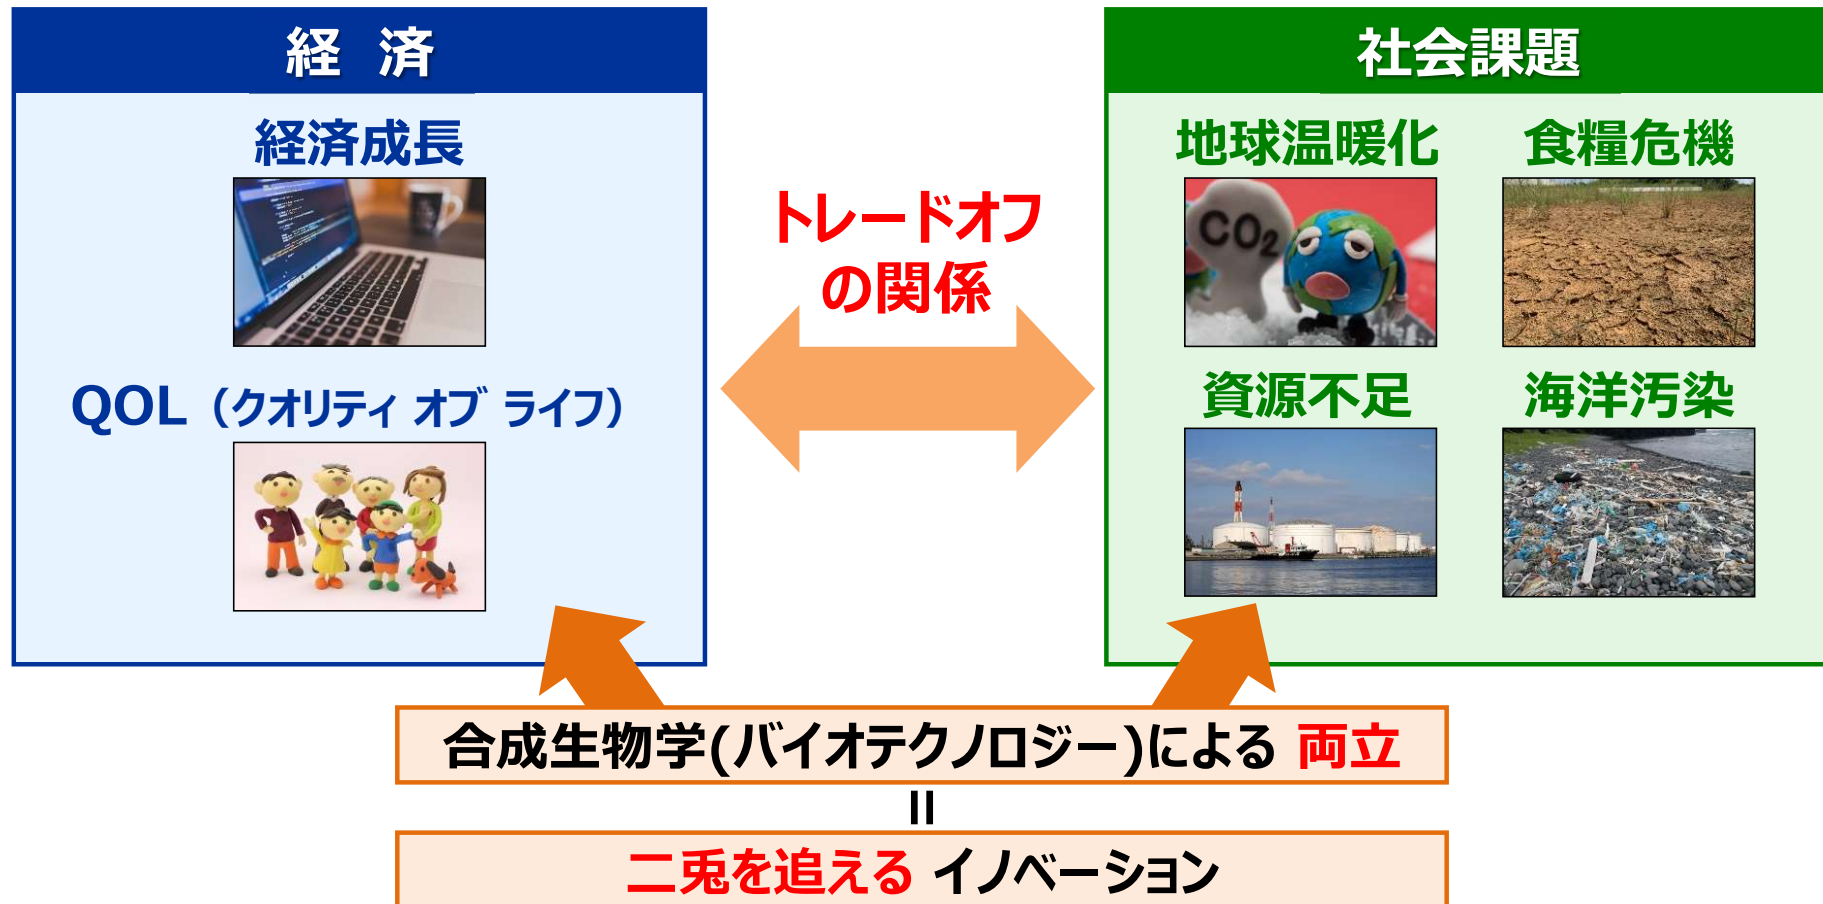 経 済
経済成長
QOL（クオリティ オブ ライフ）
トレードオフ
の関係
社会課題
地球温暖化
食糧危機
CO₂
資源不足
海洋汚染
合成生物学(バイオテクノロジー)による 両立
=
二兎を追える イノベーション